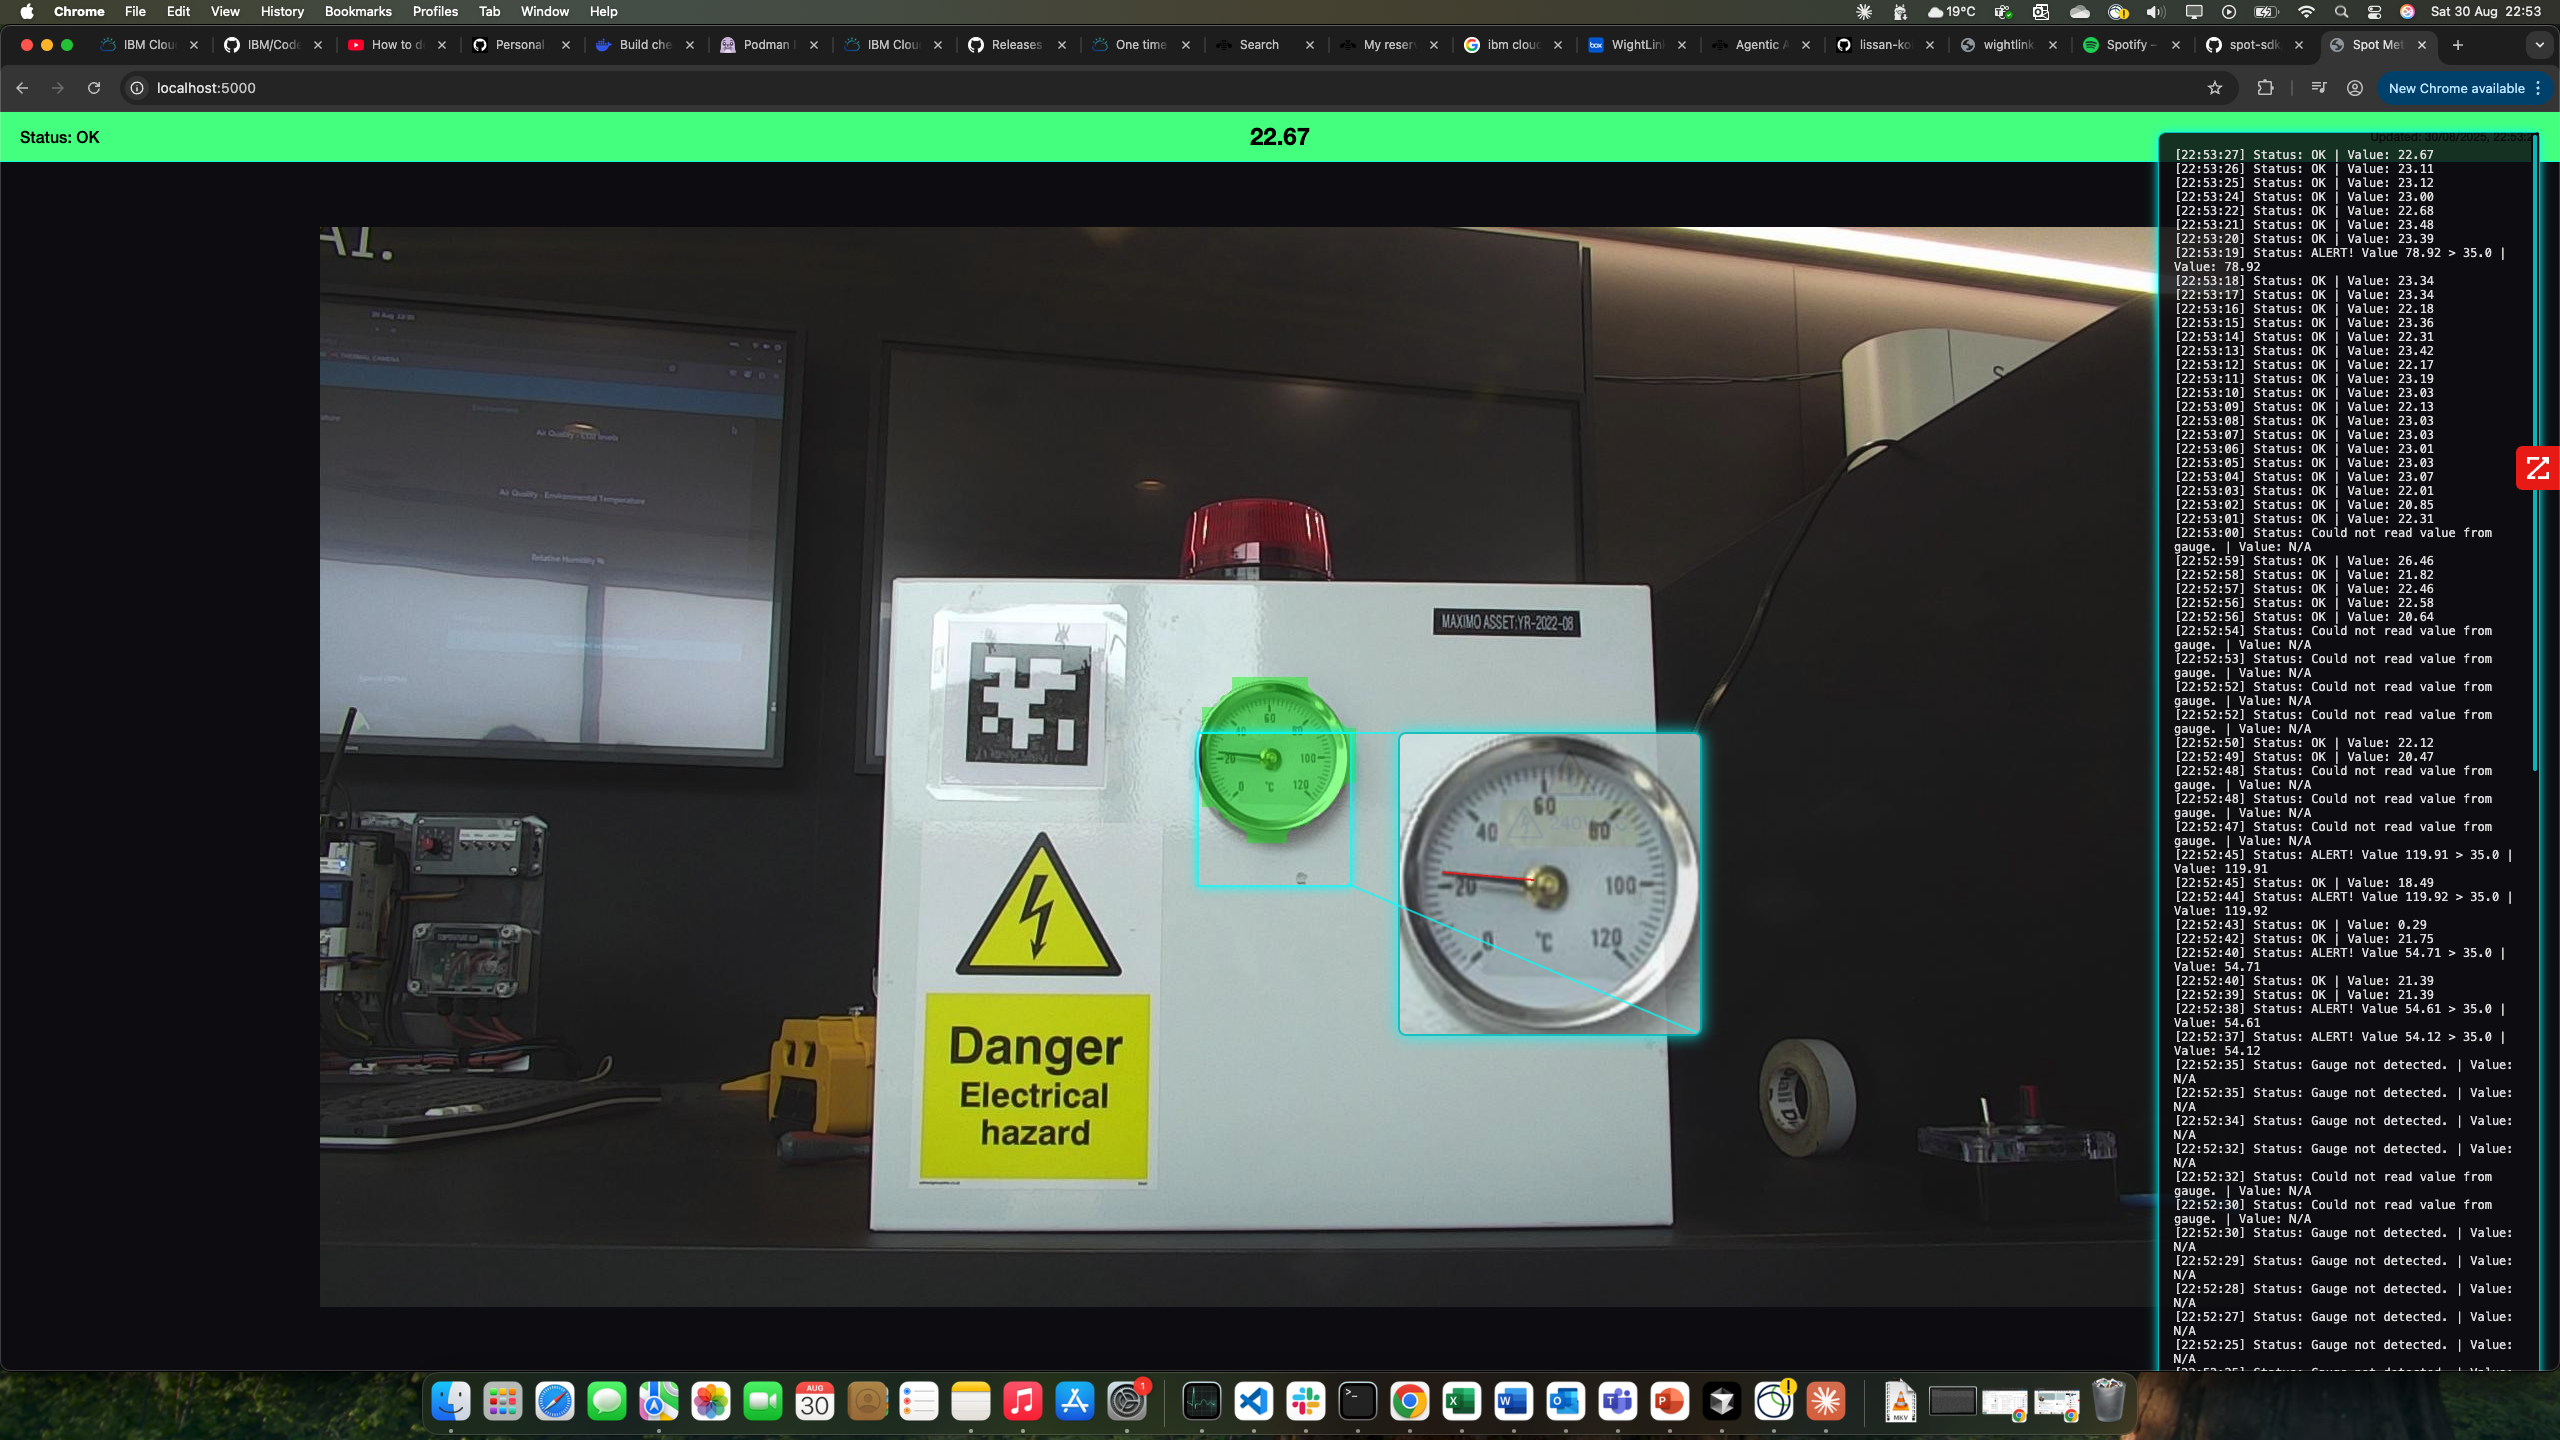 Chrome File Edit View History Bookmarks Profiles Tab Window Help 19°C Sat 30 Aug 22:53
IBM Clou IBM/Code How to d Personal Build che Podman IBM Clou Releases One time Search My reser ibm clou WightLin Agentic A lissan-ko wightlink Spotify – spot-sdk Spot Met
localhost:5000 New Chrome available
Status: OK 22.67 Updated: 30/08/2025, 22:53:2
[22:53:27] Status: OK | Value: 22.67
[22:53:26] Status: OK | Value: 23.11
[22:53:25] Status: OK | Value: 23.12
[22:53:24] Status: OK | Value: 23.00
[22:53:22] Status: OK | Value: 22.68
[22:53:21] Status: OK | Value: 23.48
[22:53:20] Status: OK | Value: 23.39
[22:53:19] Status: ALERT! Value 78.92 > 35.0 |
Value: 78.92
[22:53:18] Status: OK | Value: 23.34
[22:53:17] Status: OK | Value: 23.34
[22:53:16] Status: OK | Value: 22.18
[22:53:15] Status: OK | Value: 23.36
[22:53:14] Status: OK | Value: 22.31
[22:53:13] Status: OK | Value: 23.42
[22:53:12] Status: OK | Value: 22.17
[22:53:11] Status: OK | Value: 23.19
[22:53:10] Status: OK | Value: 23.03
[22:53:09] Status: OK | Value: 22.13
[22:53:08] Status: OK | Value: 23.03
[22:53:07] Status: OK | Value: 23.03
[22:53:06] Status: OK | Value: 23.01
[22:53:05] Status: OK | Value: 23.03
[22:53:04] Status: OK | Value: 23.07
[22:53:03] Status: OK | Value: 22.01
[22:53:02] Status: OK | Value: 20.85
[22:53:01] Status: OK | Value: 22.31
[22:53:00] Status: Could not read value from
gauge. | Value: N/A
[22:52:59] Status: OK | Value: 26.46
[22:52:58] Status: OK | Value: 21.82
[22:52:57] Status: OK | Value: 22.46
[22:52:56] Status: OK | Value: 22.58
[22:52:56] Status: OK | Value: 20.64
[22:52:54] Status: Could not read value from
gauge. | Value: N/A
[22:52:53] Status: Could not read value from
gauge. | Value: N/A
[22:52:52] Status: Could not read value from
gauge. | Value: N/A
[22:52:52] Status: Could not read value from
gauge. | Value: N/A
[22:52:50] Status: OK | Value: 22.12
[22:52:49] Status: OK | Value: 20.47
[22:52:48] Status: Could not read value from
gauge. | Value: N/A
[22:52:48] Status: Could not read value from
gauge. | Value: N/A
[22:52:47] Status: Could not read value from
gauge. | Value: N/A
[22:52:45] Status: ALERT! Value 119.91 > 35.0 |
Value: 119.91
[22:52:45] Status: OK | Value: 18.49
[22:52:44] Status: ALERT! Value 119.92 > 35.0 |
Value: 119.92
[22:52:43] Status: OK | Value: 0.29
[22:52:42] Status: OK | Value: 21.75
[22:52:40] Status: ALERT! Value 54.71 > 35.0 |
Value: 54.71
[22:52:40] Status: OK | Value: 21.39
[22:52:39] Status: OK | Value: 21.39
[22:52:38] Status: ALERT! Value 54.61 > 35.0 |
Value: 54.61
[22:52:37] Status: ALERT! Value 54.12 > 35.0 |
Value: 54.12
[22:52:35] Status: Gauge not detected. | Value:
N/A
[22:52:35] Status: Gauge not detected. | Value:
N/A
[22:52:34] Status: Gauge not detected. | Value:
N/A
[22:52:32] Status: Gauge not detected. | Value:
N/A
[22:52:32] Status: Could not read value from
gauge. | Value: N/A
[22:52:30] Status: Could not read value from
gauge. | Value: N/A
[22:52:30] Status: Gauge not detected. | Value:
N/A
[22:52:29] Status: Gauge not detected. | Value:
N/A
[22:52:28] Status: Gauge not detected. | Value:
N/A
[22:52:27] Status: Gauge not detected. | Value:
N/A
[22:52:25] Status: Gauge not detected. | Value:
N/A
AI.
THERMAL CAMERA
Environment
Air Quality - CO2 levels
Air Quality - Environmental Temperature
Relative Humidity %
MAXIMO ASSET:YR-2022-08
60
40 80
20 100
0 °C 120
60
40 80
20 100
0 °C 120
Danger
Electrical
hazard
AUG
30
1
MKV